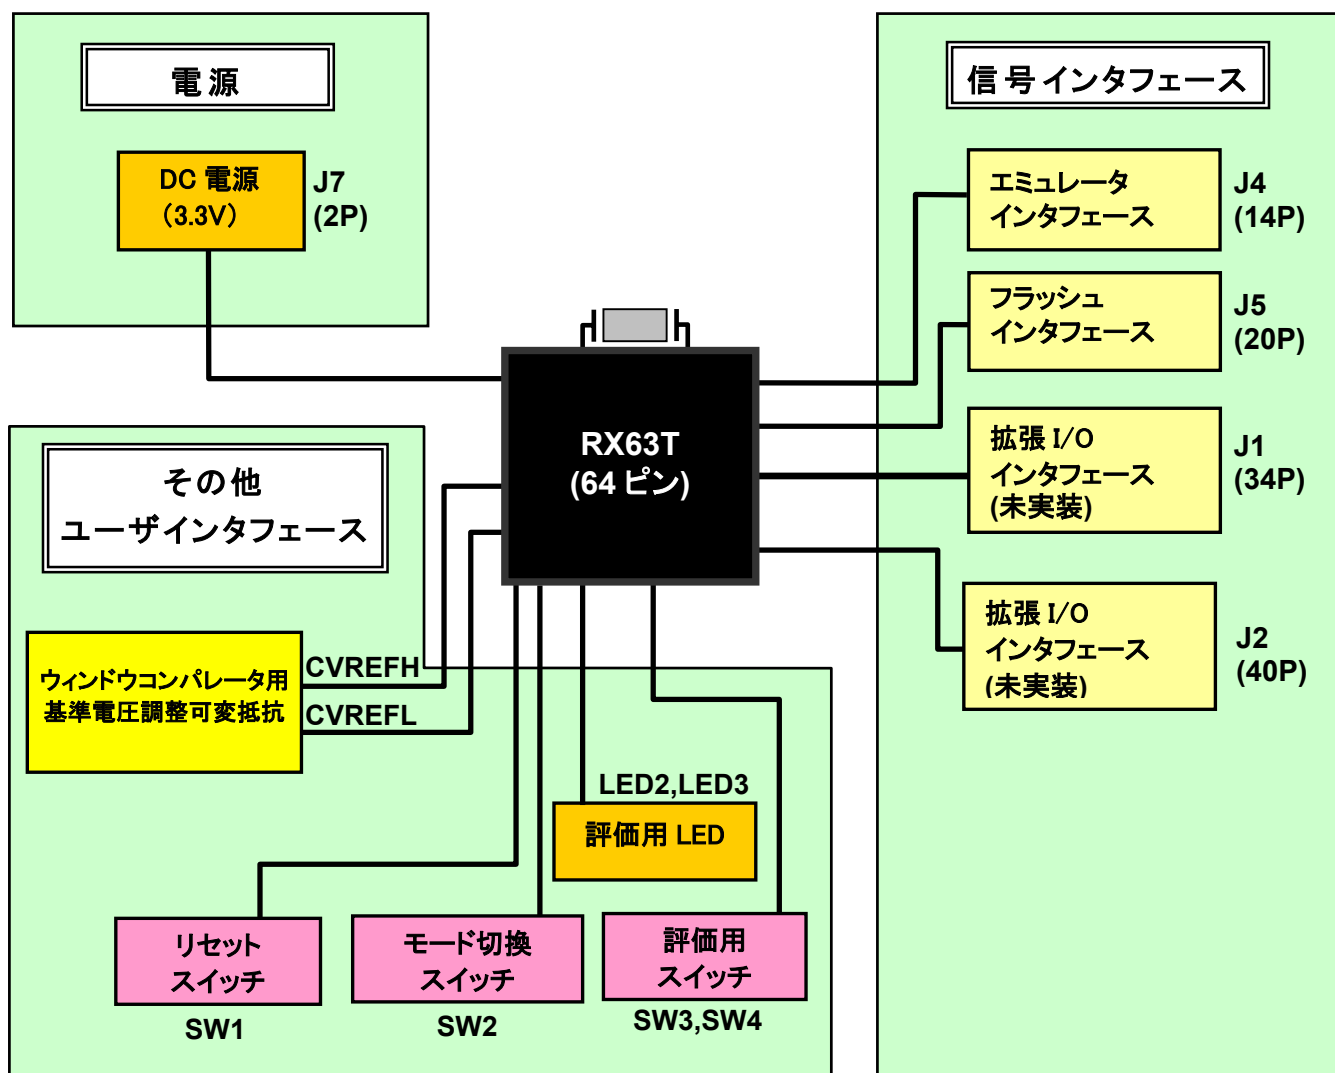 電源
DC 電源
(3.3V)
J7
(2P)
信号インタフェース
エミュレータ
インタフェース
J4
(14P)
フラッシュ
インタフェース
J5
(20P)
拡張 I/O
インタフェース
(未実装)
J1
(34P)
拡張 I/O
インタフェース
(未実装)
J2
(40P)
RX63T
(64 ピン)
その他
ユーザインタフェース
ウィンドウコンパレータ用
基準電圧調整可変抵抗
CVREFH
CVREFL
LED2,LED3
評価用 LED
リセット
スイッチ
SW1
モード切換
スイッチ
SW2
評価用
スイッチ
SW3,SW4